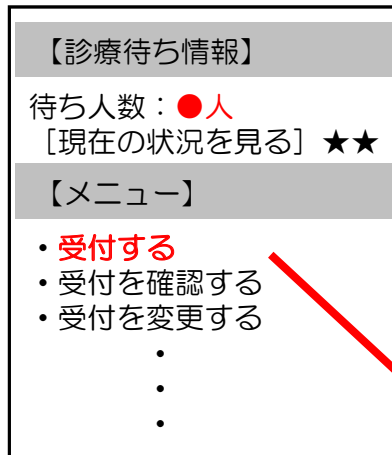 【診療待ち情報】
待ち人数：●人
［現在の状況を見る］★★
【メニュー】
・受付する
・受付を確認する
・受付を変更する
・
・
・